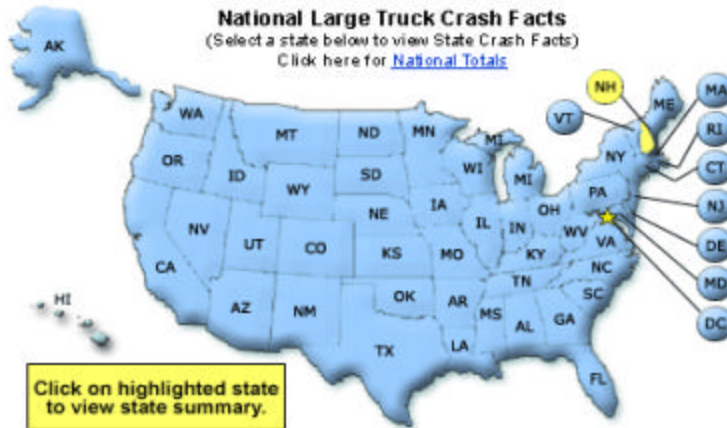 National Large Truck Crash Facts
(Select a state below to view State Crash Facts)
Click here for National Totals
AK
WA
MT
ND
MN
MI
VT
NH
ME
MA
RI
CT
NJ
DE
MD
DC
OR
ID
WY
SD
WI
MI
NY
PA
NE
IA
IL
IN
OH
WV
VA
NV
UT
CO
KS
MO
KY
NC
CA
AZ
NM
OK
AR
TN
SC
MS
AL
GA
TX
LA
FL
HI
Click on highlighted state
to view state summary.